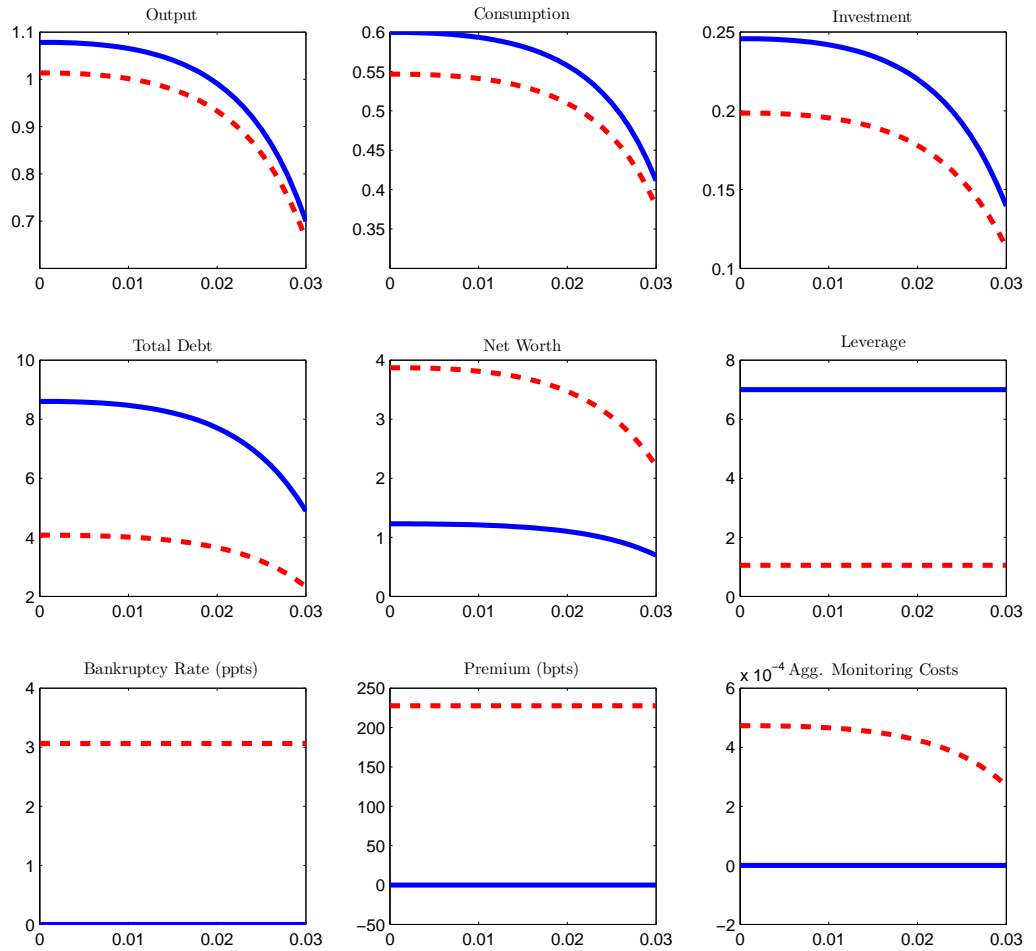 Output
Consumption
Investment
1.1
1
0.9
0.8
0.7
0 0.01 0.02 0.03
0.6
0.55
0.5
0.45
0.4
0.35
0 0.01 0.02 0.03
0.25
0.2
0.15
0.1
0 0.01 0.02 0.03
Total Debt
Net Worth
Leverage
10
8
6
4
2
0 0.01 0.02 0.03
4
3
2
1
0
0 0.01 0.02 0.03
8
6
4
2
0
0 0.01 0.02 0.03
Bankruptcy Rate (ppts)
Premium (bpts)
x 10−4 Agg. Monitoring Costs
4
3
2
1
0
0 0.01 0.02 0.03
250
200
150
100
50
0
−50
0 0.01 0.02 0.03
6
4
2
0
−2
0 0.01 0.02 0.03